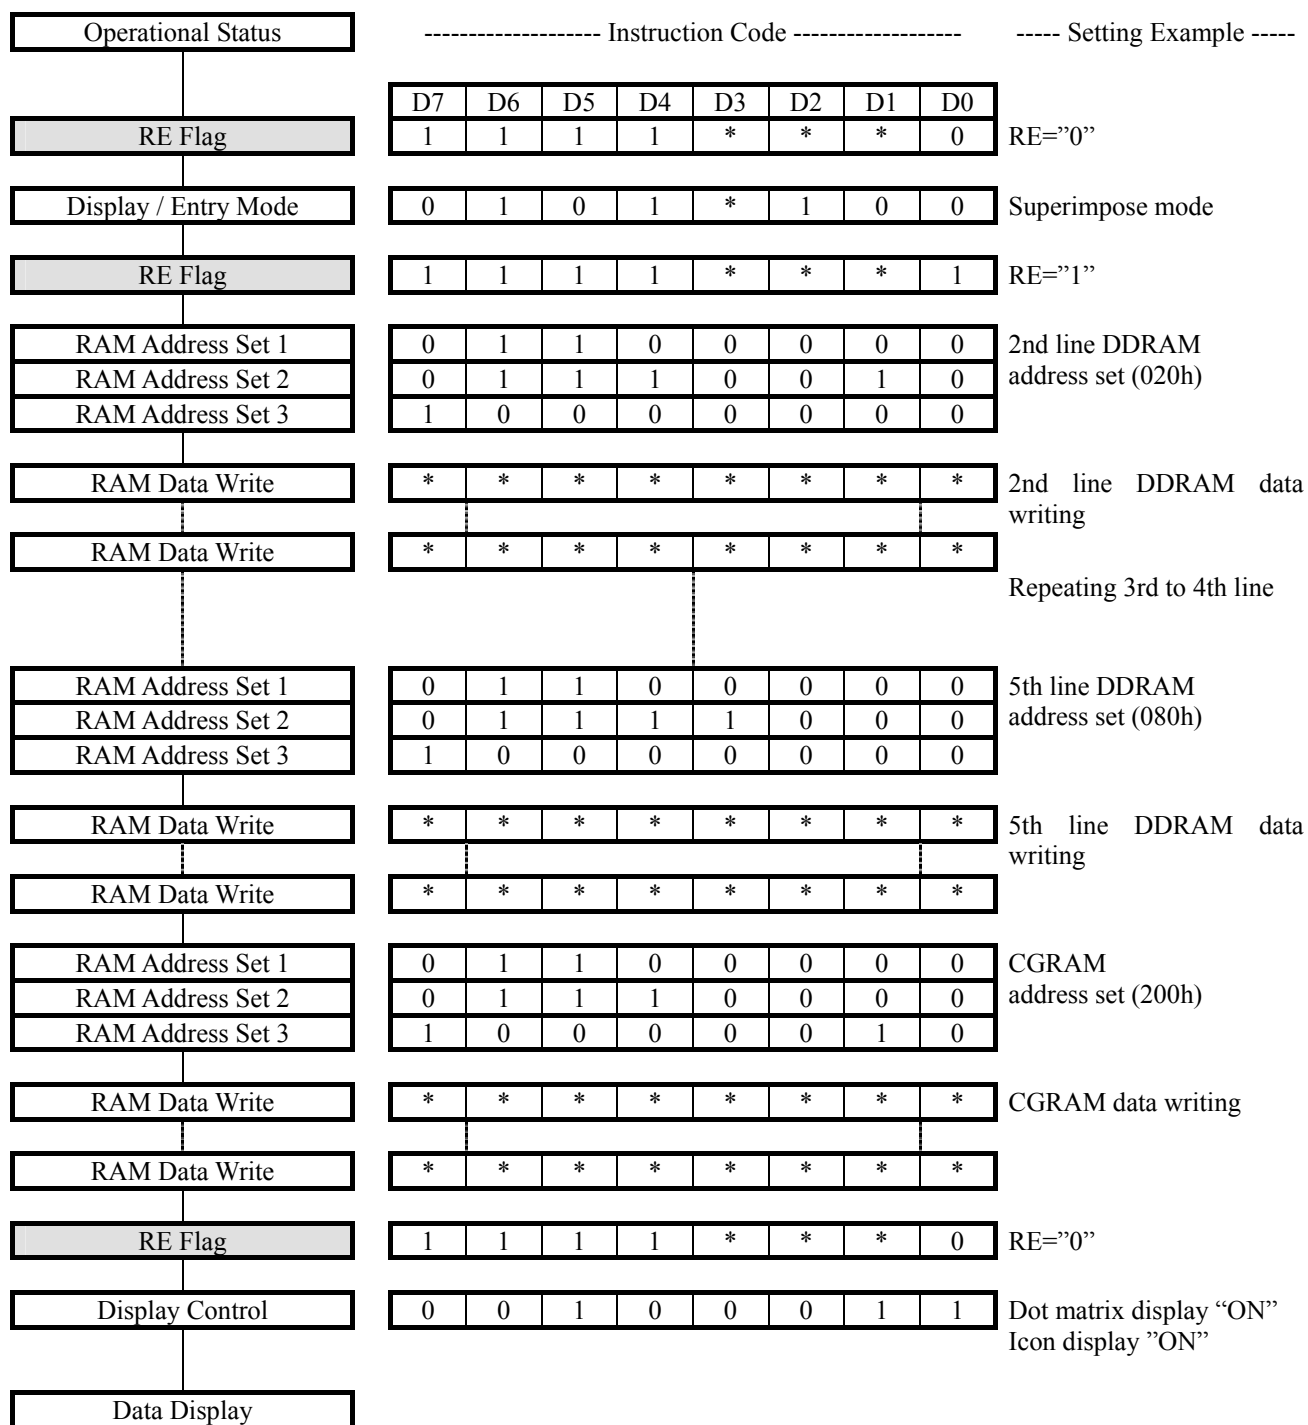 Operational Status -------------------- Instruction Code ------------------- ----- Setting Example -----
D7 D6 D5 D4 D3 D2 D1 D0
RE Flag 1 1 1 1 * * * 0 RE=”0”
Display / Entry Mode 0 1 0 1 * 1 0 0 Superimpose mode
RE Flag 1 1 1 1 * * * 1 RE=”1”
RAM Address Set 1 0 1 1 0 0 0 0 0 2nd line DDRAM
RAM Address Set 2 0 1 1 1 0 0 1 0 address set (020h)
RAM Address Set 3 1 0 0 0 0 0 0 0
RAM Data Write * * * * * * * * 2nd line DDRAM data
writing
RAM Data Write * * * * * * * *
Repeating 3rd to 4th line
RAM Address Set 1 0 1 1 0 0 0 0 0 5th line DDRAM
RAM Address Set 2 0 1 1 1 1 0 0 0 address set (080h)
RAM Address Set 3 1 0 0 0 0 0 0 0
RAM Data Write * * * * * * * * 5th line DDRAM data
writing
RAM Data Write * * * * * * * *
RAM Address Set 1 0 1 1 0 0 0 0 0 CGRAM
RAM Address Set 2 0 1 1 1 0 0 0 0 address set (200h)
RAM Address Set 3 1 0 0 0 0 0 1 0
RAM Data Write * * * * * * * * CGRAM data writing
RAM Data Write * * * * * * * *
RE Flag 1 1 1 1 * * * 0 RE=”0”
Display Control 0 0 1 0 0 0 1 1 Dot matrix display “ON”
Icon display ”ON”
Data Display